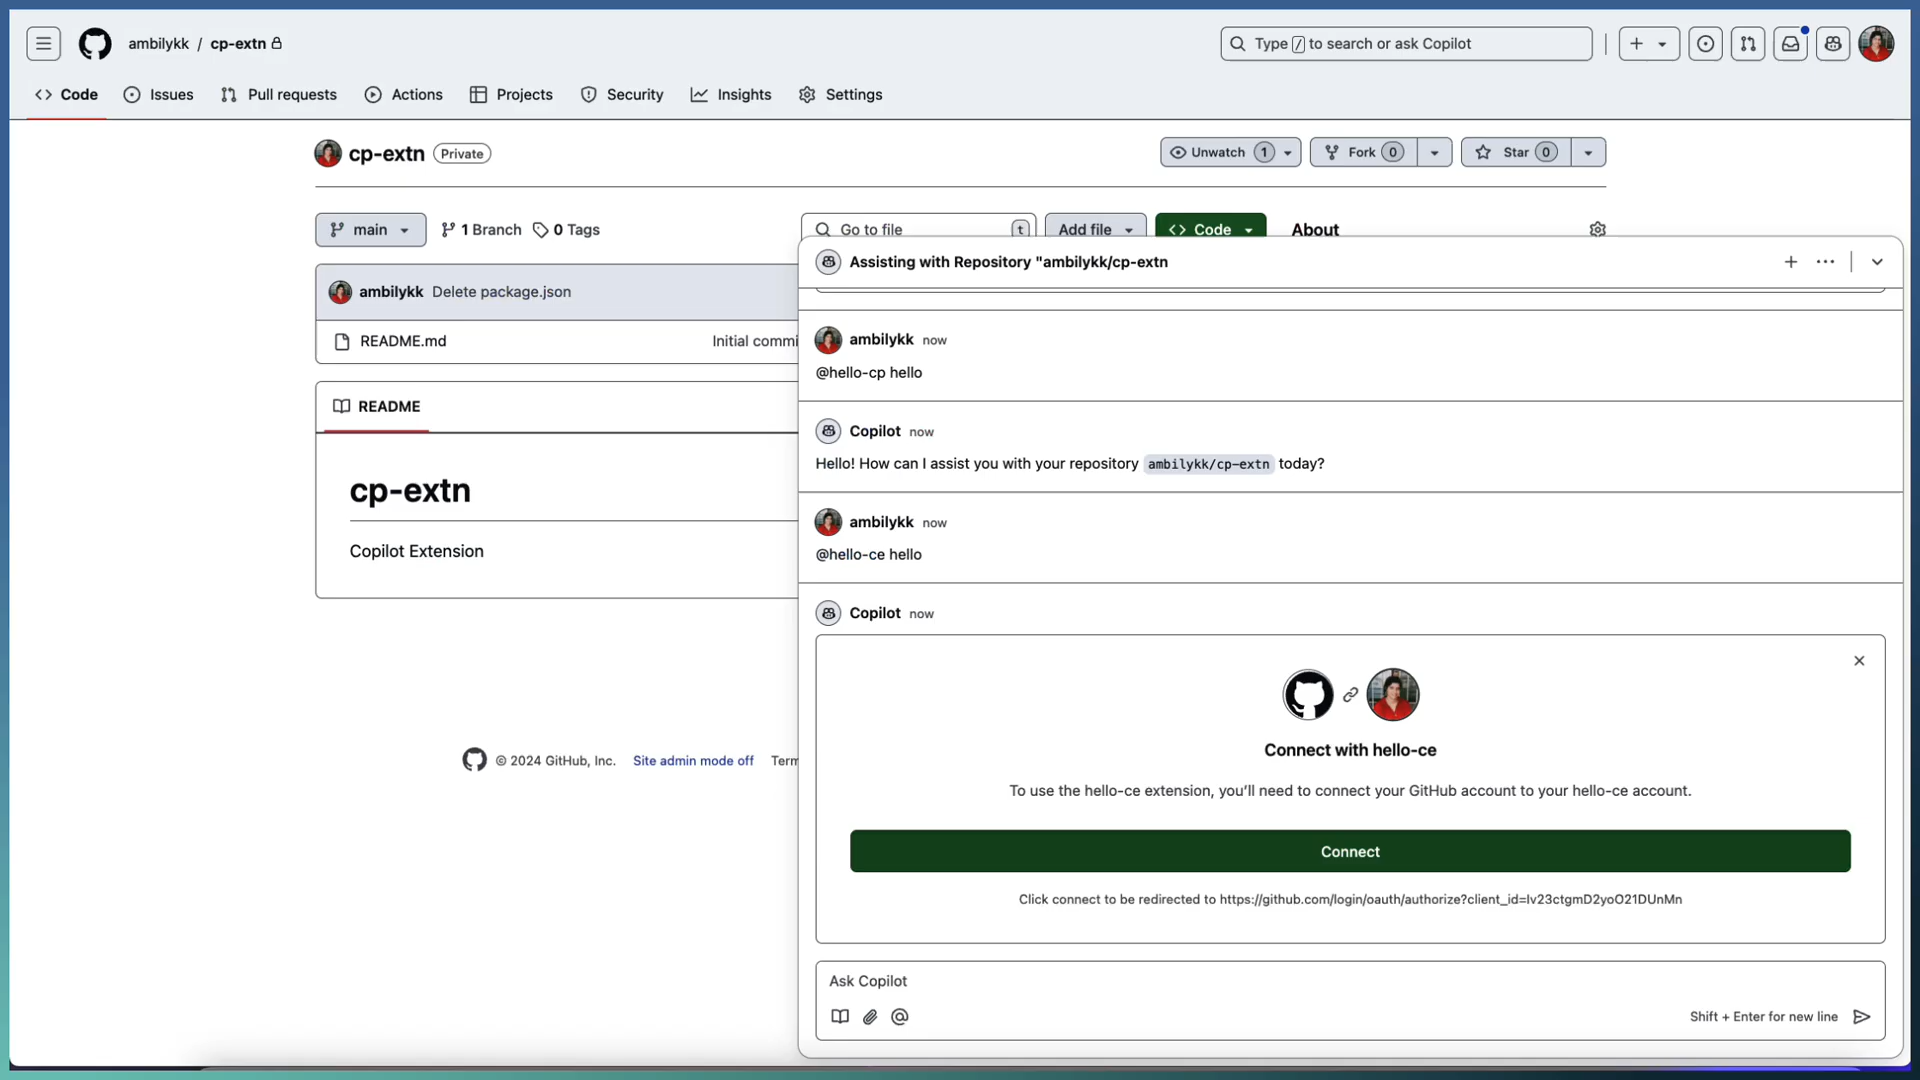 ambilykk / cp-extn
Type / to search or ask Copilot
Code
Issues
Pull requests
Actions
Projects
Security
Insights
Settings
cp-extn Private
Unwatch 1
Fork 0
Star 0
main
1 Branch
0 Tags
Go to file t
Add file
Code
About
ambilykk Delete package.json
README.md Initial commi
README
cp-extn
Copilot Extension
© 2024 GitHub, Inc. Site admin mode off Term
Assisting with Repository "ambilykk/cp-extn
ambilykk now
@hello-cp hello
Copilot now
Hello! How can I assist you with your repository ambilykk/cp-extn today?
ambilykk now
@hello-ce hello
Copilot now
Connect with hello-ce
To use the hello-ce extension, you’ll need to connect your GitHub account to your hello-ce account.
Connect
Click connect to be redirected to https://github.com/login/oauth/authorize?client_id=Iv23ctgmD2yoO21DUnMn
Ask Copilot
Shift + Enter for new line